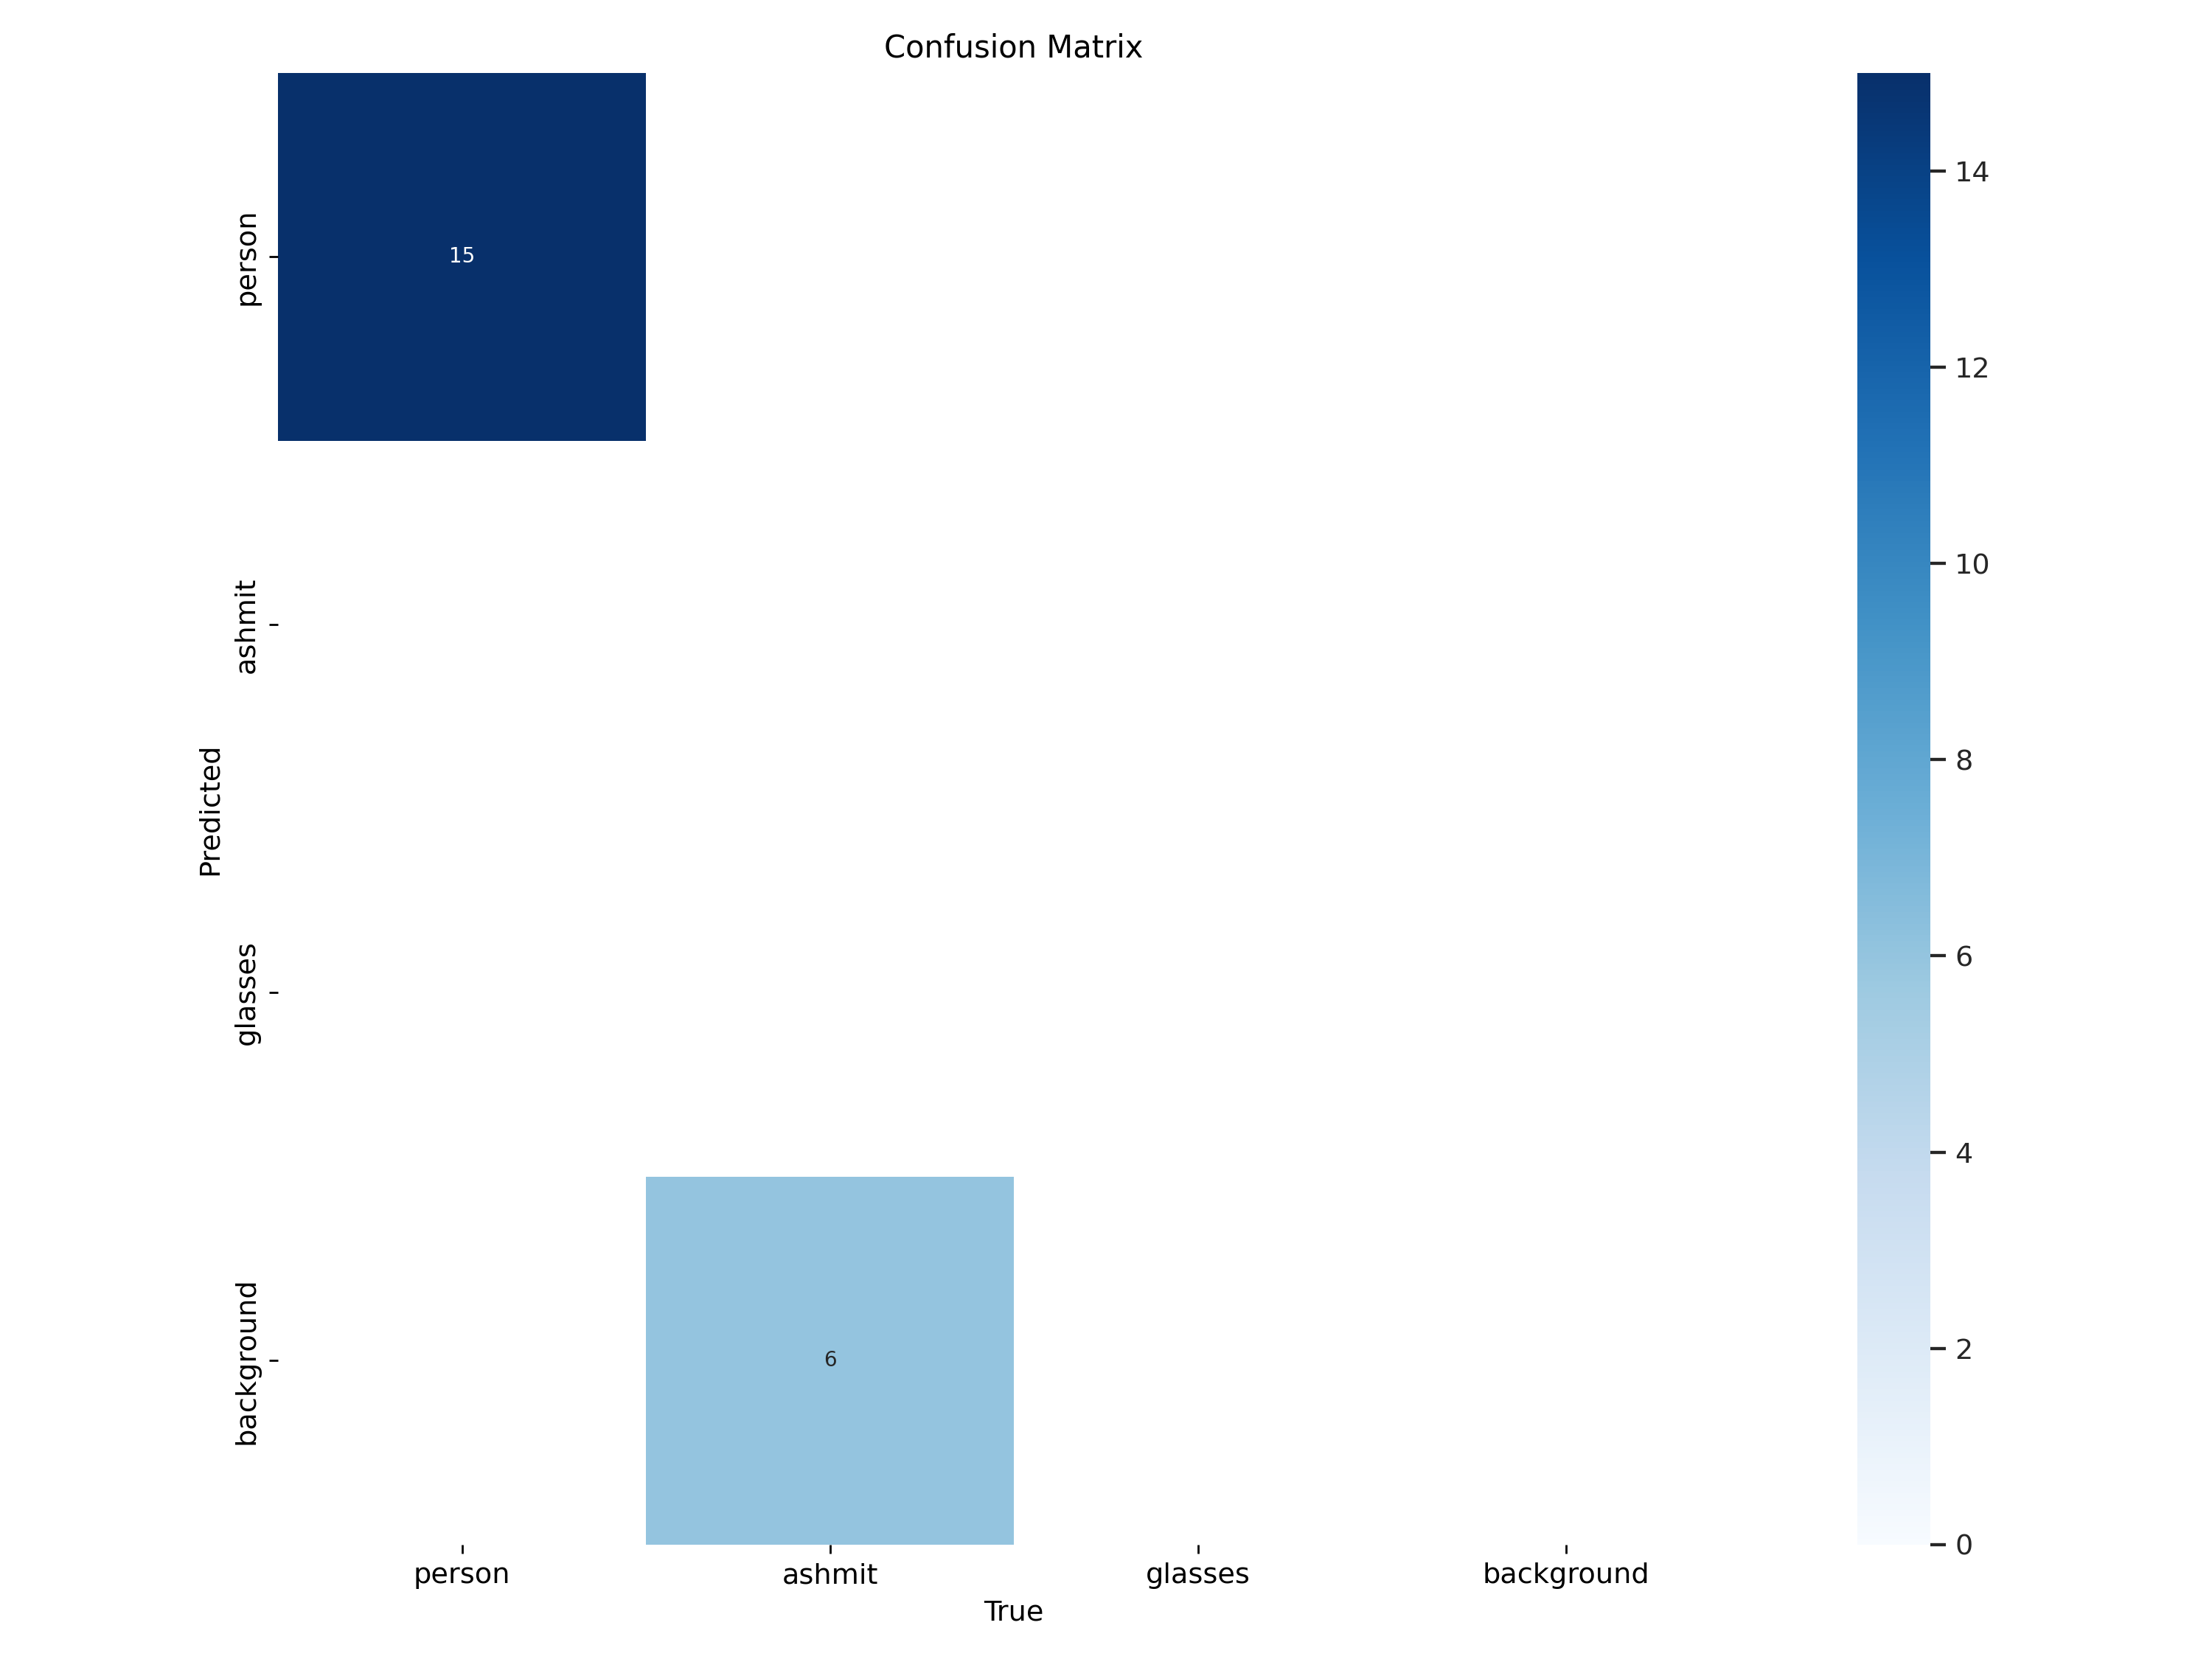 Confusion Matrix
person
ashmit
glasses
background
Predicted
15
6
person
ashmit
glasses
background
True
14
12
10
8
6
4
2
0